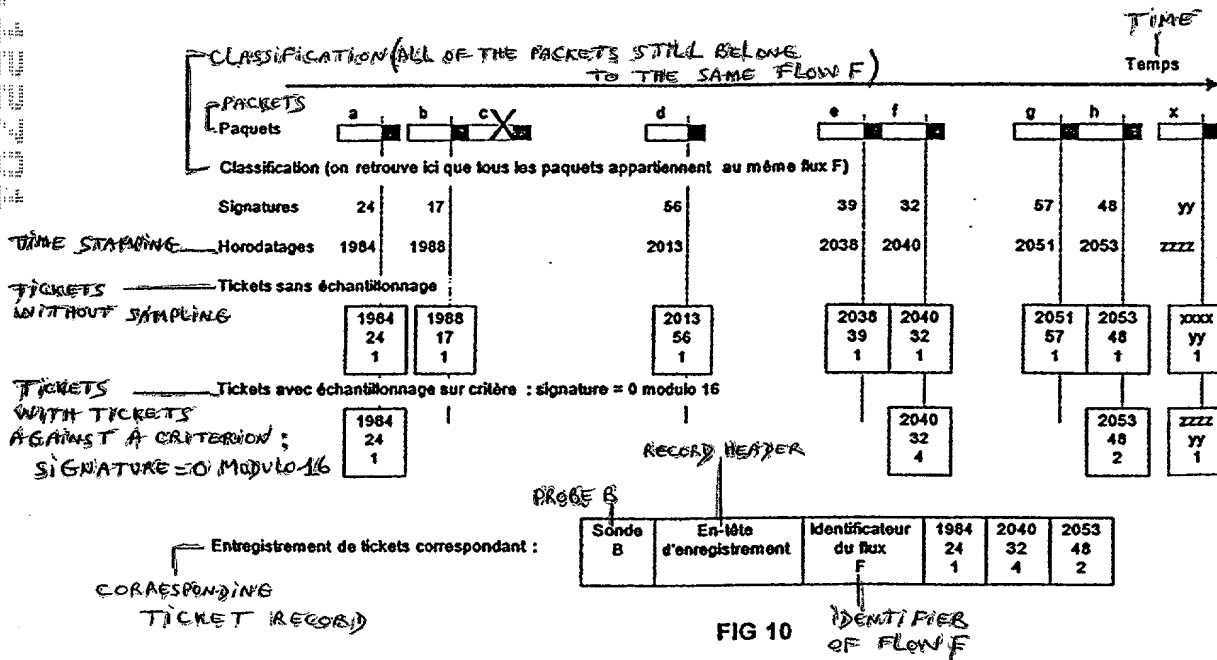 TIME
CLASSIFICATION (ALL OF THE PACKETS STILL BELONG
TO THE SAME FLOW F)
Temps
PACKETS
a b c d e f g h x
Paquets
Classification (on retrouve ici que tous les paquets appartiennent au même flux F)
Signatures 24 17 56 39 32 57 48 yy
TIME STAMPING Horodatages 1984 1988 2013 2038 2040 2051 2053 zzzz
TICKETS Tickets sans échantillonnage
WITHOUT SAMPLING
1984 1988 2013 2038 2040 2051 2053 xxxx
24 17 56 39 32 57 48 yy
1 1 1 1 1 1 1 1
TICKETS Tickets avec échantillonnage sur critère : signature = 0 modulo 16
WITH TICKETS
AGAINST A CRITERION :
SIGNATURE = 0 MODULO 16
1984 2040 2053 zzzz
24 32 48 yy
1 4 2 1
RECORD HEADER
PROBE B
Entregistrement de tickets correspondant :
Sonde En-tête Identificateur 1984 2040 2053
B d'enregistrement du flux 24 32 48
F 1 4 2
CORRESPONDING
TICKET RECORD
FIG 10
IDENTIFIER
OF FLOW F